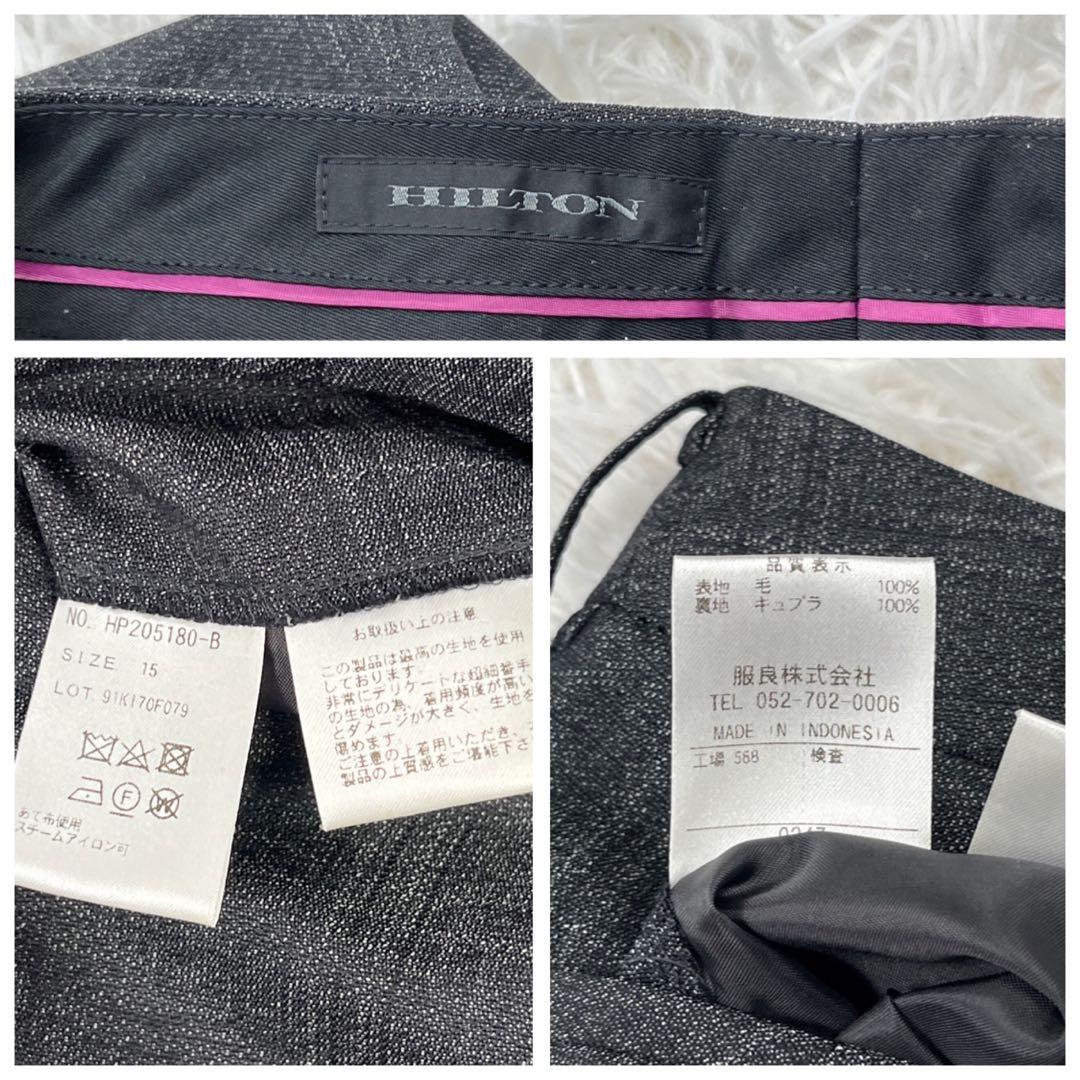 HILTON
NO. HP205180-B
SIZE 15
LOT.91K170F079
F
W
あて布使用
スチームアイロン可
お取扱い上の注意
この製品は最高の生地を使用
しております。
非常にデリケートな超細番手
の生地の為、着用頻度が高い
とダメージが大きく、生地を
傷めます。
ご注意の上着用いただき、
製品の上質感をご堪能下さ
品質表示
表地 毛 100%
裏地 キュプラ 100%
服良株式会社
TEL 052-702-0006
MADE IN INDONESIA
工場 568 検査